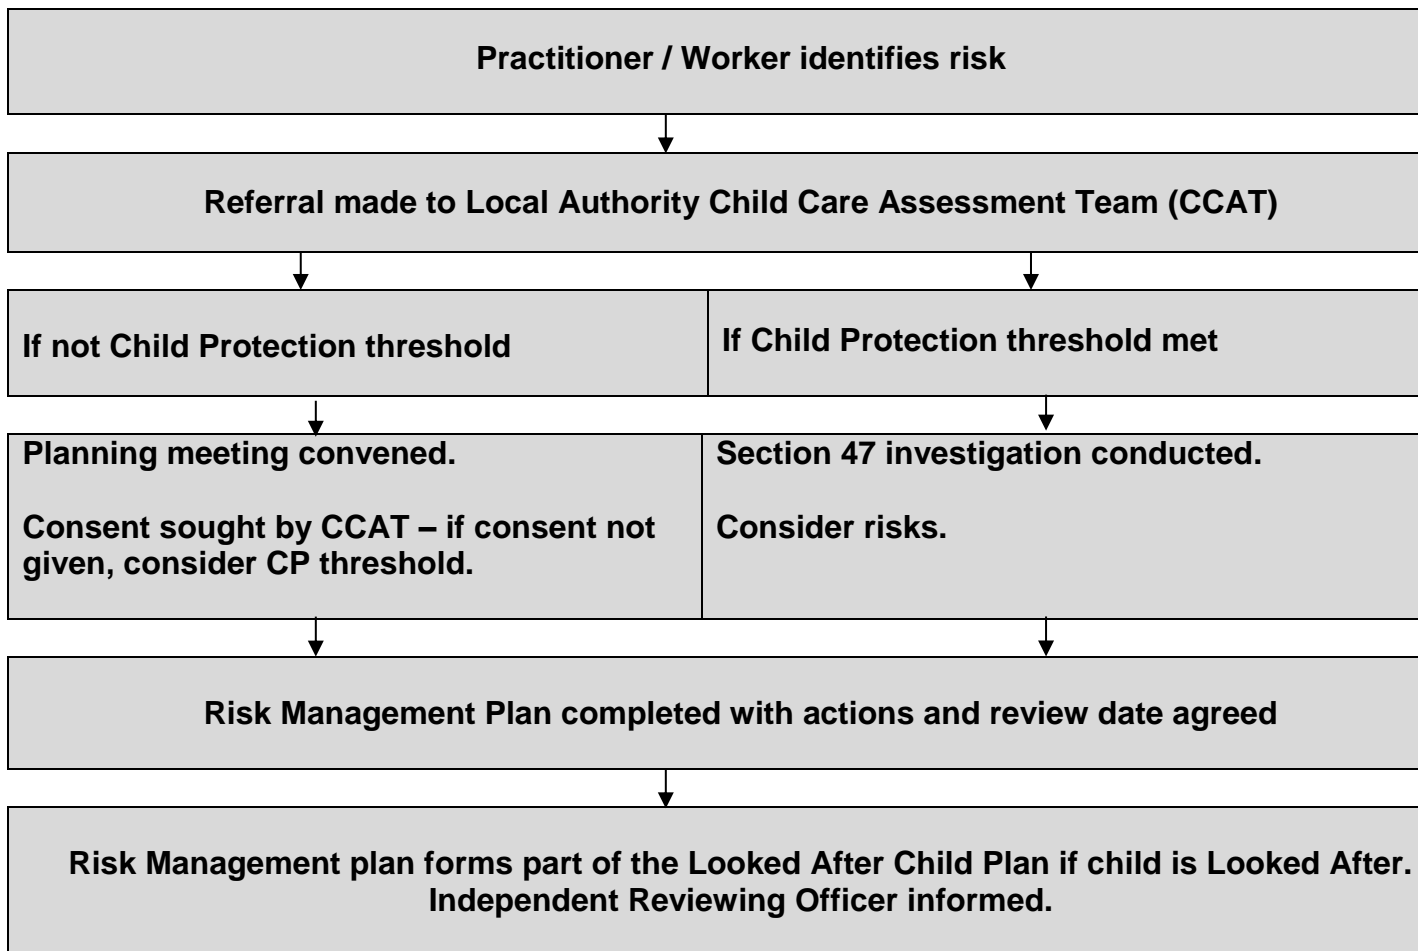 Practitioner / Worker identifies risk
Referral made to Local Authority Child Care Assessment Team (CCAT)
If not Child Protection threshold
If Child Protection threshold met
Planning meeting convened.
Consent sought by CCAT – if consent not
given, consider CP threshold.
Section 47 investigation conducted.
Consider risks.
Risk Management Plan completed with actions and review date agreed
Risk Management plan forms part of the Looked After Child Plan if child is Looked After.
Independent Reviewing Officer informed.